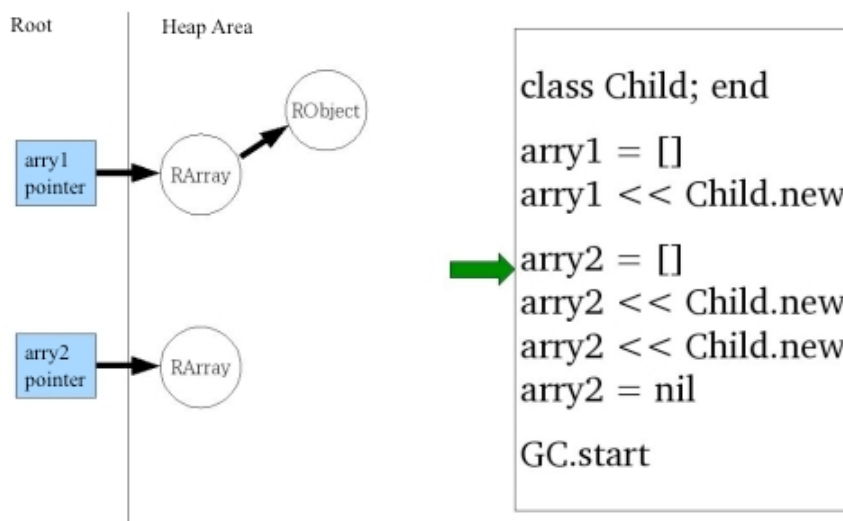 Root
Heap Area
RObject
arry1
pointer
RArray
arry2
pointer
RArray
class Child; end
arry1 = []
arry1 << Child.new
arry2 = []
arry2 << Child.new
arry2 << Child.new
arry2 = nil
GC.start